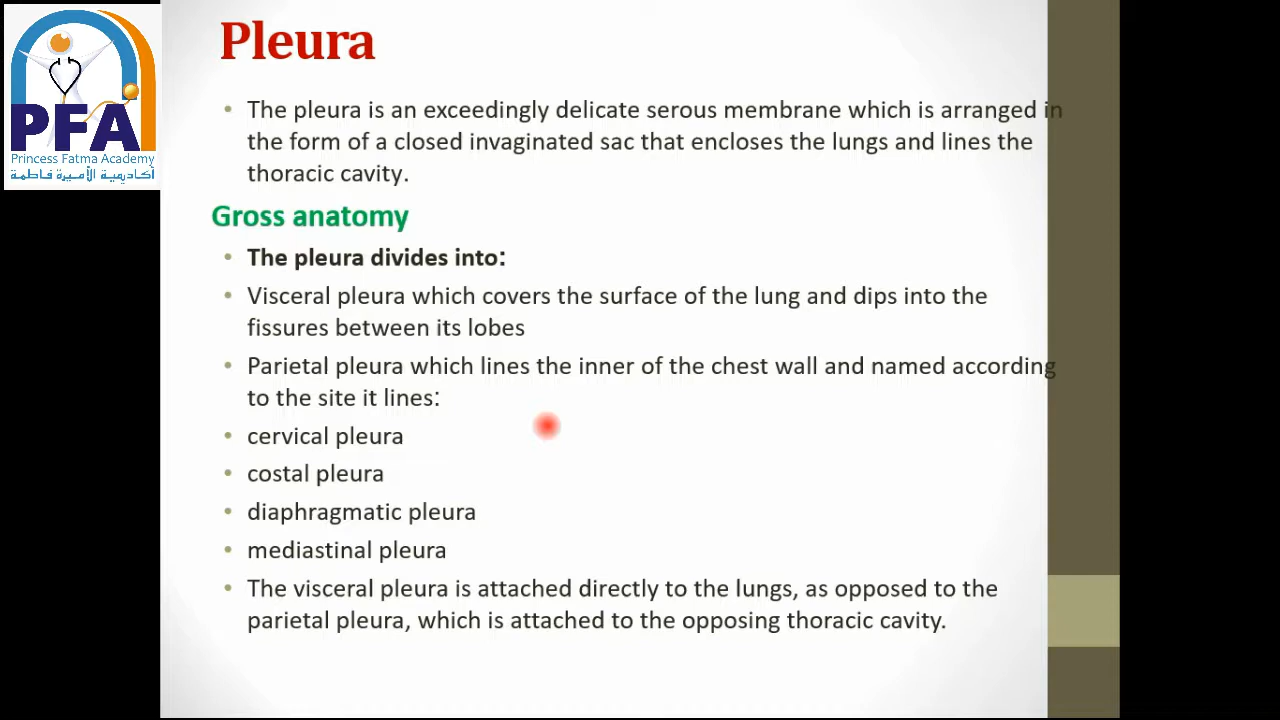 PFA
Princess Fatma Academy
أكاديمية الأميرة فاطمة
Pleura
• The pleura is an exceedingly delicate serous membrane which is arranged in
the form of a closed invaginated sac that encloses the lungs and lines the
thoracic cavity.
Gross anatomy
• The pleura divides into:
• Visceral pleura which covers the surface of the lung and dips into the
fissures between its lobes
• Parietal pleura which lines the inner of the chest wall and named according
to the site it lines:
• cervical pleura
• costal pleura
• diaphragmatic pleura
• mediastinal pleura
• The visceral pleura is attached directly to the lungs, as opposed to the
parietal pleura, which is attached to the opposing thoracic cavity.